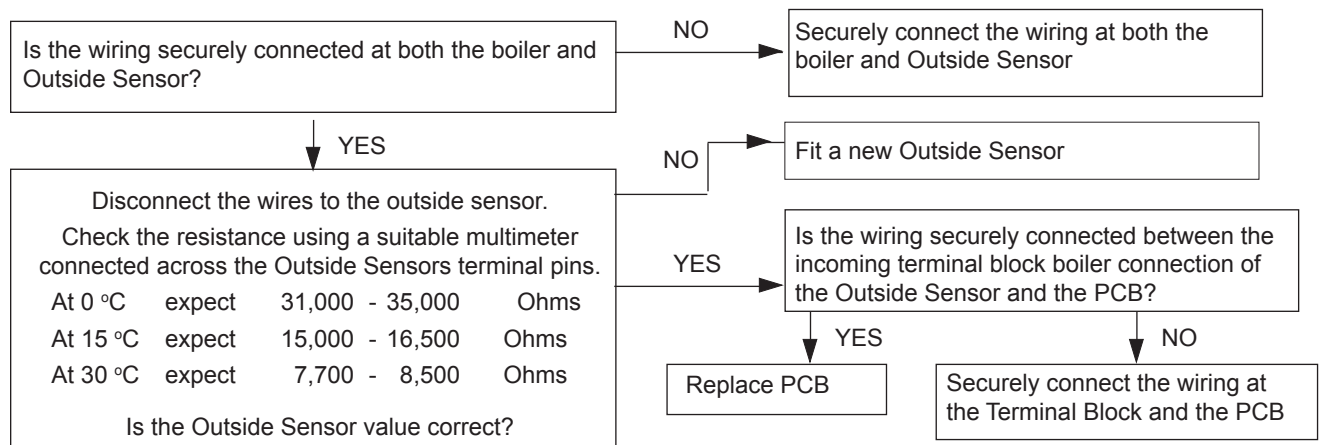 Is the wiring securely connected at both the boiler and
Outside Sensor?
NO
Securely connect the wiring at both the
boiler and Outside Sensor
YES
NO
Fit a new Outside Sensor
Disconnect the wires to the outside sensor.
Check the resistance using a suitable multimeter
connected across the Outside Sensors terminal pins.
At 0 °C expect 31,000 - 35,000 Ohms
At 15 °C expect 15,000 - 16,500 Ohms
At 30 °C expect 7,700 - 8,500 Ohms
Is the Outside Sensor value correct?
YES
Is the wiring securely connected between the
incoming terminal block boiler connection of
the Outside Sensor and the PCB?
YES
NO
Replace PCB
Securely connect the wiring at
the Terminal Block and the PCB